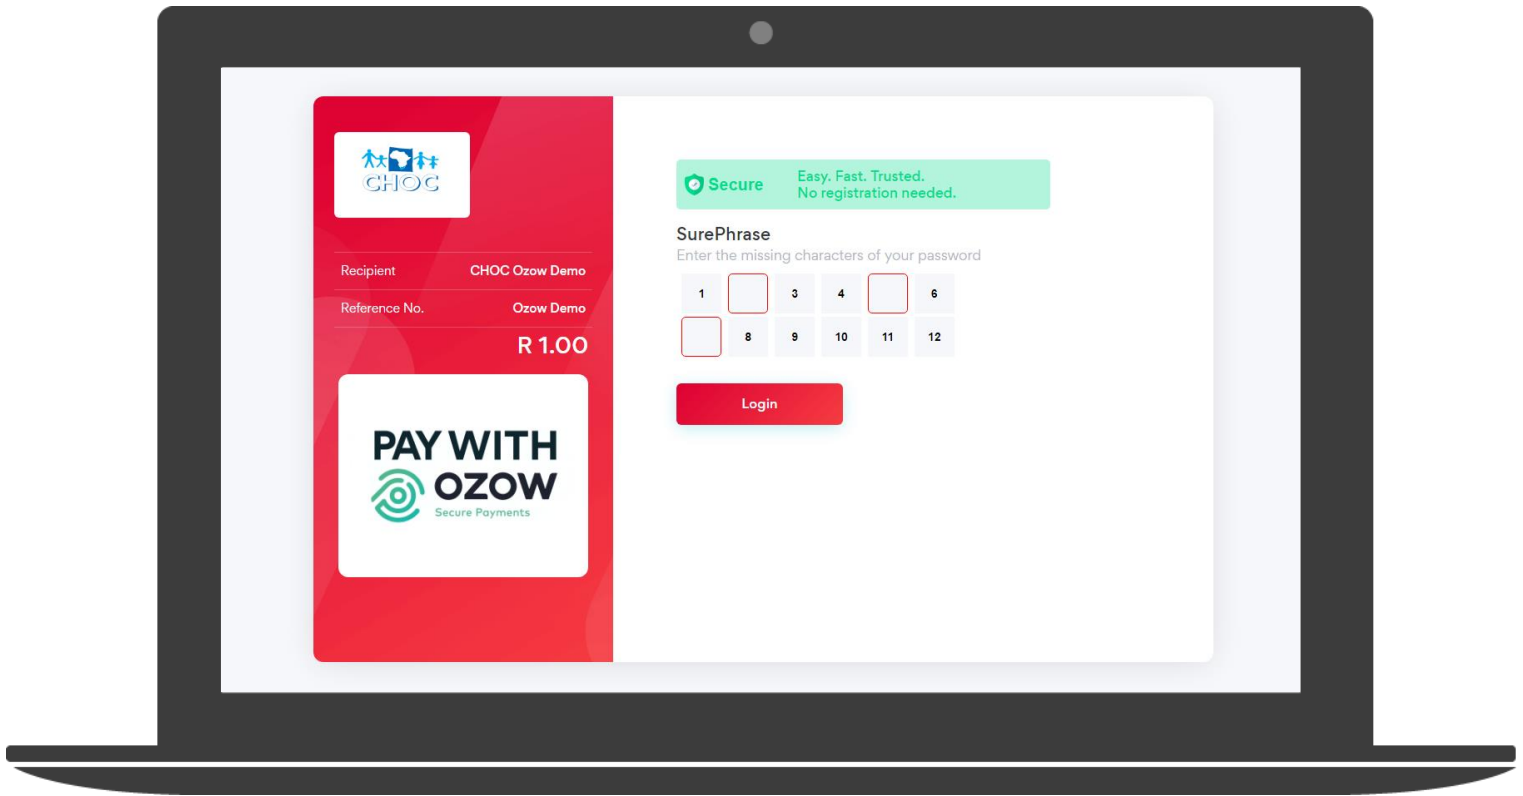 CHOC
Recipient CHOC Ozow Demo
Reference No. Ozow Demo
R 1.00
PAY WITH
OZOW
Secure Payments
Secure
Easy. Fast. Trusted.
No registration needed.
SurePhrase
Enter the missing characters of your password
1 3 4 6
8 9 10 11 12
Login